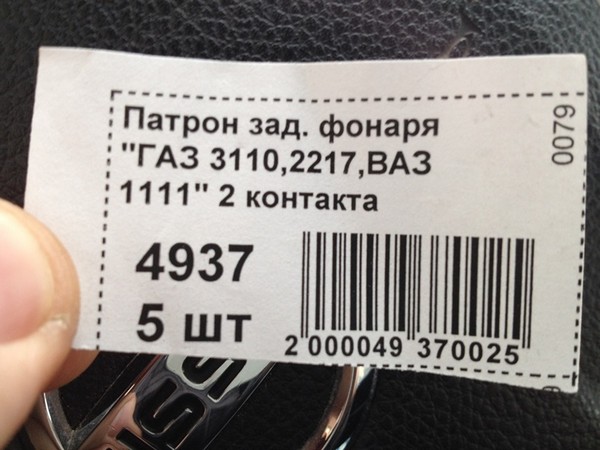 Патрон зад. фонаря
"ГАЗ 3110,2217,ВАЗ
1111" 2 контакта
4937
5 шт
2 000049 370025
0079